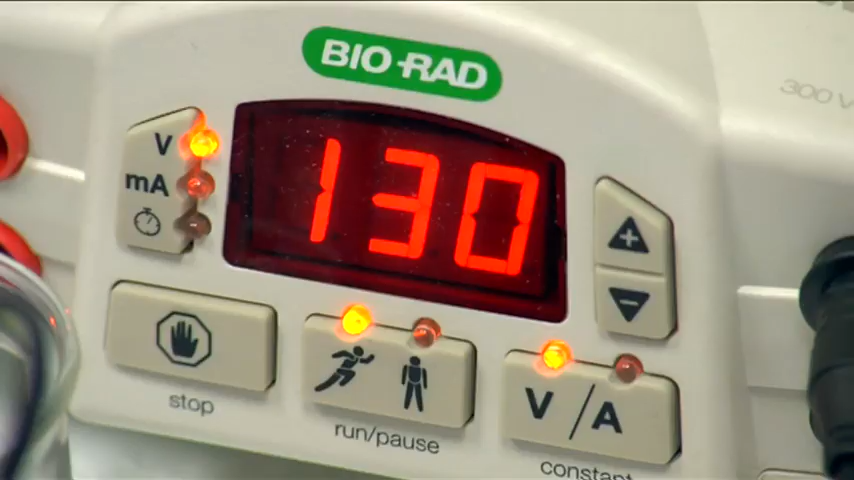 BIO-RAD
300 V
V
mA
130
stop
run/pause
V/A
constant